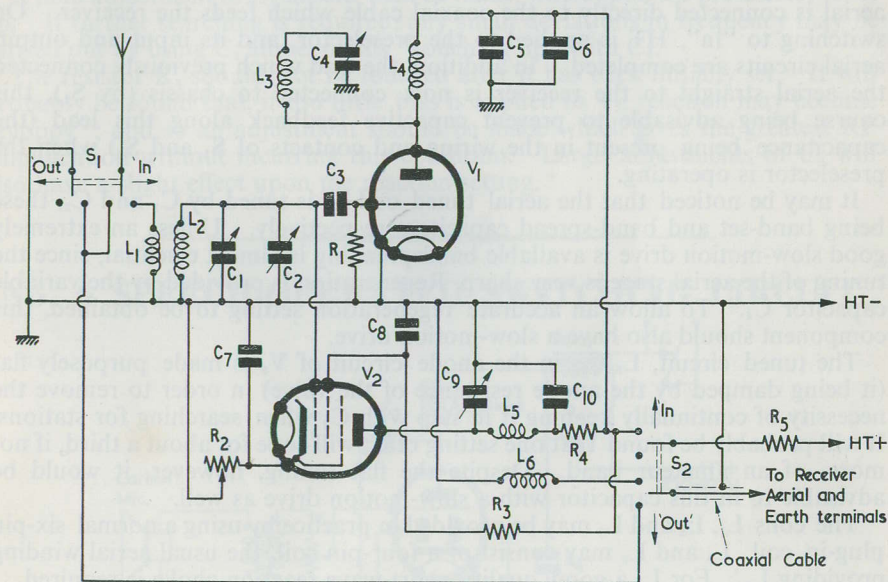 L3
C4
L4
C5
C6
S1
'Out'
'In'
C3
V1
L1
L2
C1
C2
R1
HT–
C8
C7
V2
C9
C10
L5
R4
'In'
R5
HT+
R2
L6
S2
To Receiver
Aerial and
Earth terminals
R3
'Out'
Coaxial Cable